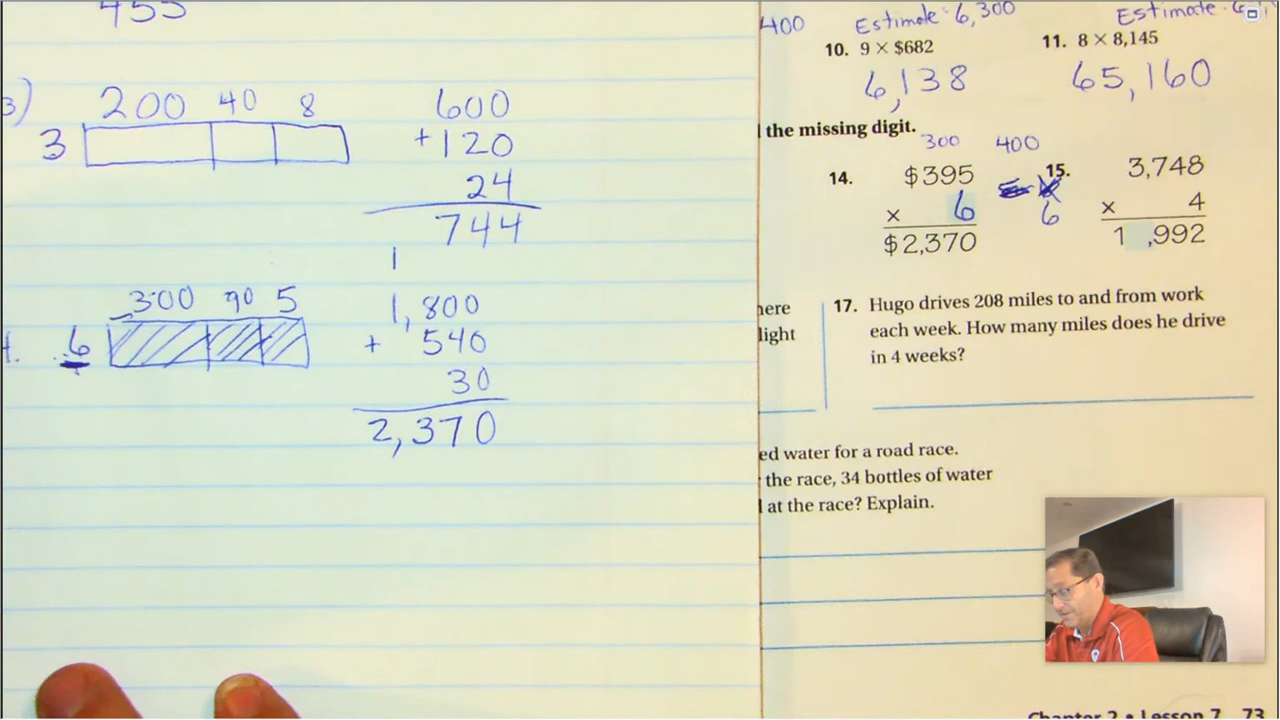 455
3)
200 40 8
3
600
+120
24
744
1
300 90 5
6
1,800
+ 540
30
2,370
400
Estimate: 6,300
10. 9 × $682
6,138
Estimate
11. 8 × 8,145
65,160
the missing digit.
300 400
14. $395
× 6
$2,370
6
15. 3,748
× 4
1 ,992
light
17. Hugo drives 208 miles to and from work
each week. How many miles does he drive
in 4 weeks?
ed water for a road race.
the race, 34 bottles of water
at the race? Explain.
Chapter 2 • Lesson 7 73